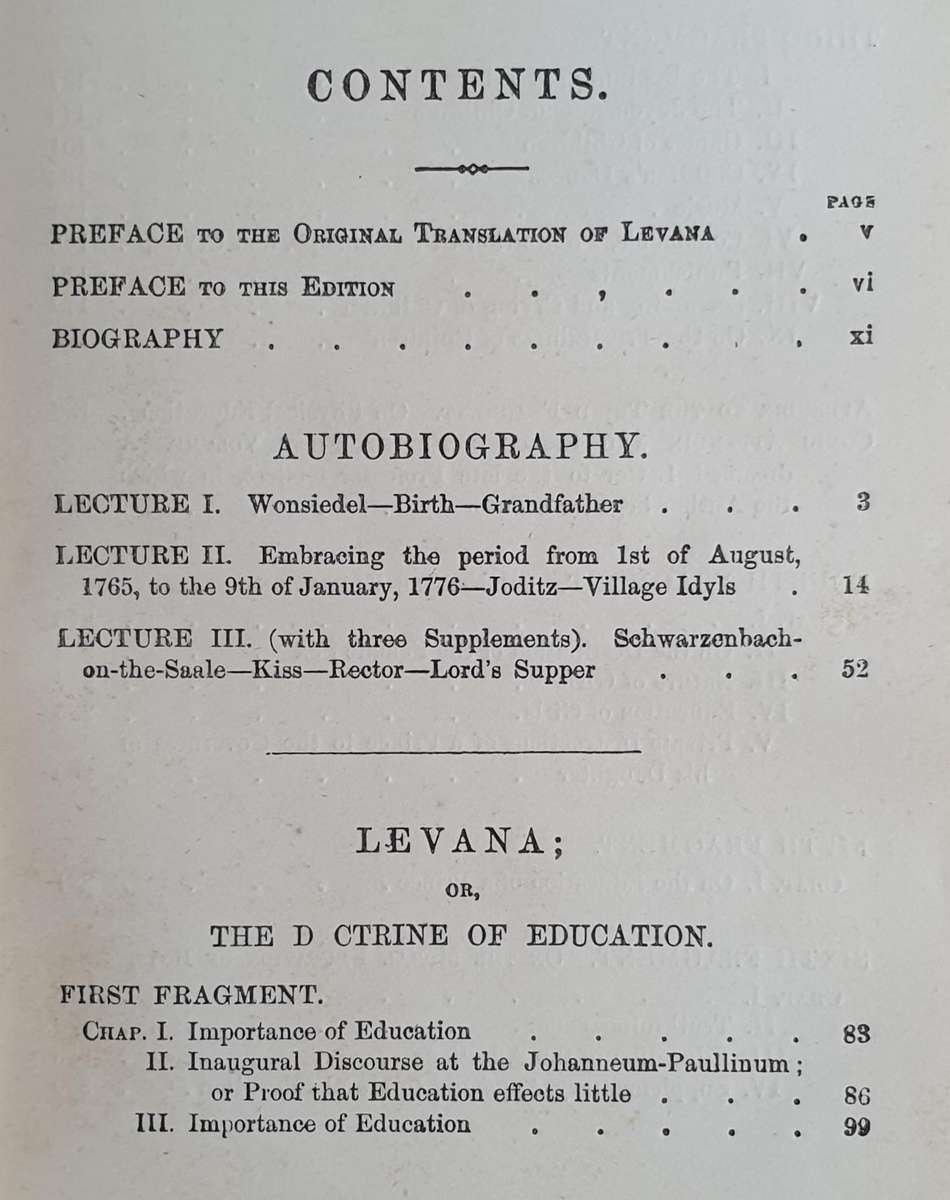 CONTENTS.
PAGE
PREFACE TO THE ORIGINAL TRANSLATION OF LEVANA . v
PREFACE TO THIS EDITION . . , . . . vi
BIOGRAPHY . . . . . . . . . xi
AUTOBIOGRAPHY.
LECTURE I. Wonsiedel—Birth—Grandfather . . . 3
LECTURE II. Embracing the period from 1st of August,
1765, to the 9th of January, 1776—Joditz—Village Idyls . 14
LECTURE III. (with three Supplements). Schwarzenbach-
on-the-Saale—Kiss—Rector—Lord's Supper . . . 52
LEVANA;
OR,
THE D CTRINE OF EDUCATION.
FIRST FRAGMENT.
CHAP. I. Importance of Education . . . . . 83
II. Inaugural Discourse at the Johanneum-Paullinum;
or Proof that Education effects little . . . 86
III. Importance of Education . . . . . 99